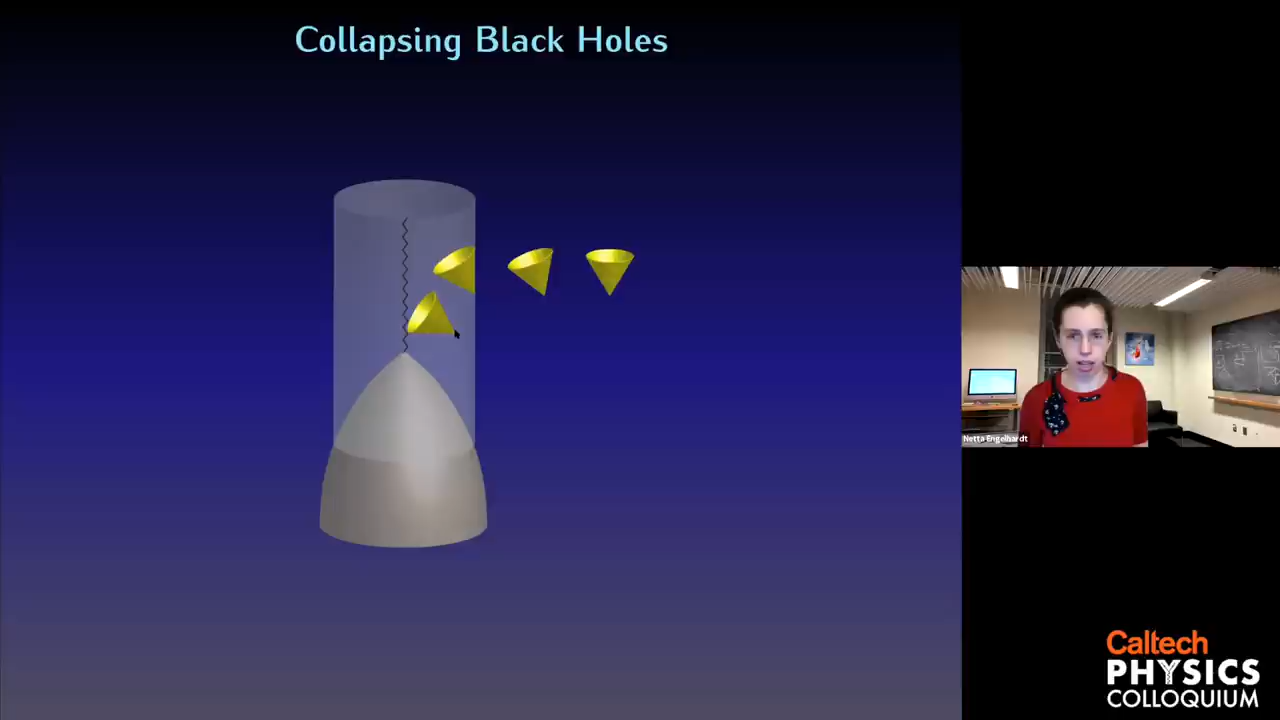 Collapsing Black Holes
Netta Engelhardt
Caltech
PHYSICS
COLLOQUIUM